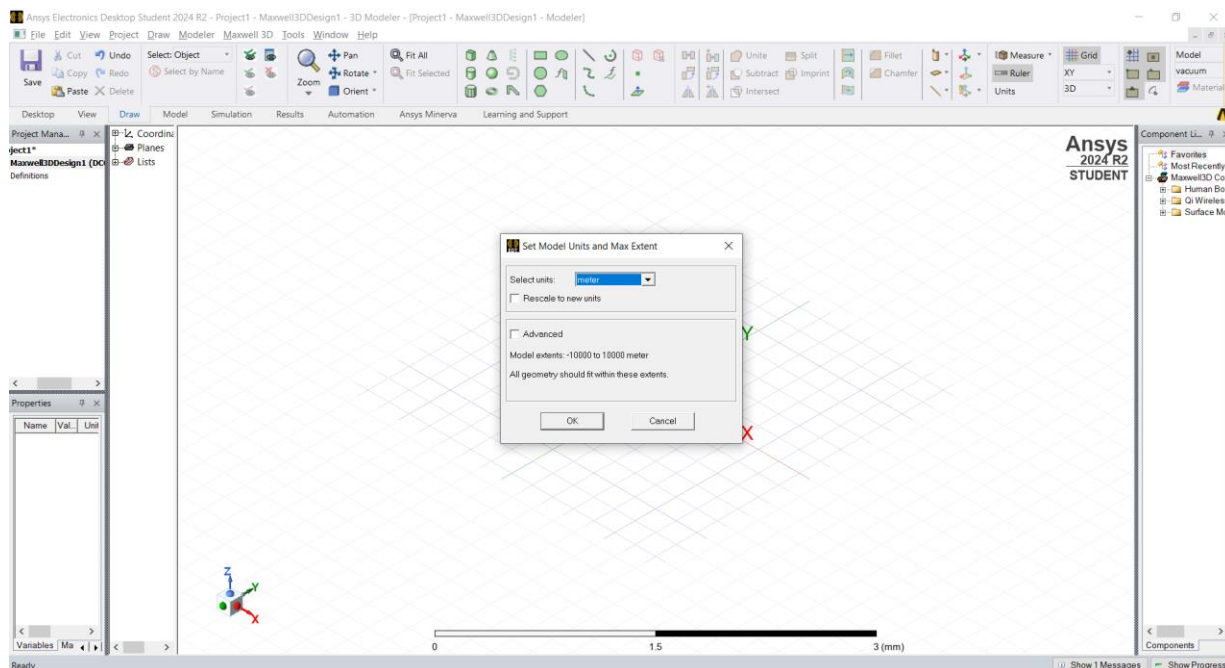 Ansys Electronics Desktop Student 2024 R2 - Project1 - Maxwell3DDesign1 - 3D Modeler - [Project1 - Maxwell3DDesign1 - Modeler]
File Edit View Project Draw Modeler Maxwell 3D Tools Window Help
Save
Cut
Copy
Paste
Undo
Redo
Delete
Select: Object
Select by Name
Zoom
Pan
Rotate
Orient
Fit All
Fit Selected
Unite
Subtract
Intersect
Split
Imprint
Fillet
Chamfer
Measure
Ruler
Units
Grid
XY
3D
Model
vacuum
Material
Desktop View Draw Model Simulation Results Automation Ansys Minerva Learning and Support
Project Mana...
ject1*
Maxwell3DDesign1 (DC
Definitions
Coordina
Planes
Lists
Ansys
2024 R2
STUDENT
Component Li...
Favorites
Most Recently
Maxwell3D Co
Human Bo
Qi Wireles
Surface Mo
Set Model Units and Max Extent
Select units: meter
Rescale to new units
Advanced
Model extents: -10000 to 10000 meter
All geometry should fit within these extents.
OK Cancel
Y
X
Properties
Name Val... Unit
Z
Y
X
0 1.5 3 (mm)
Variables Ma
Components
Ready
Show 1 Messages Show Progress